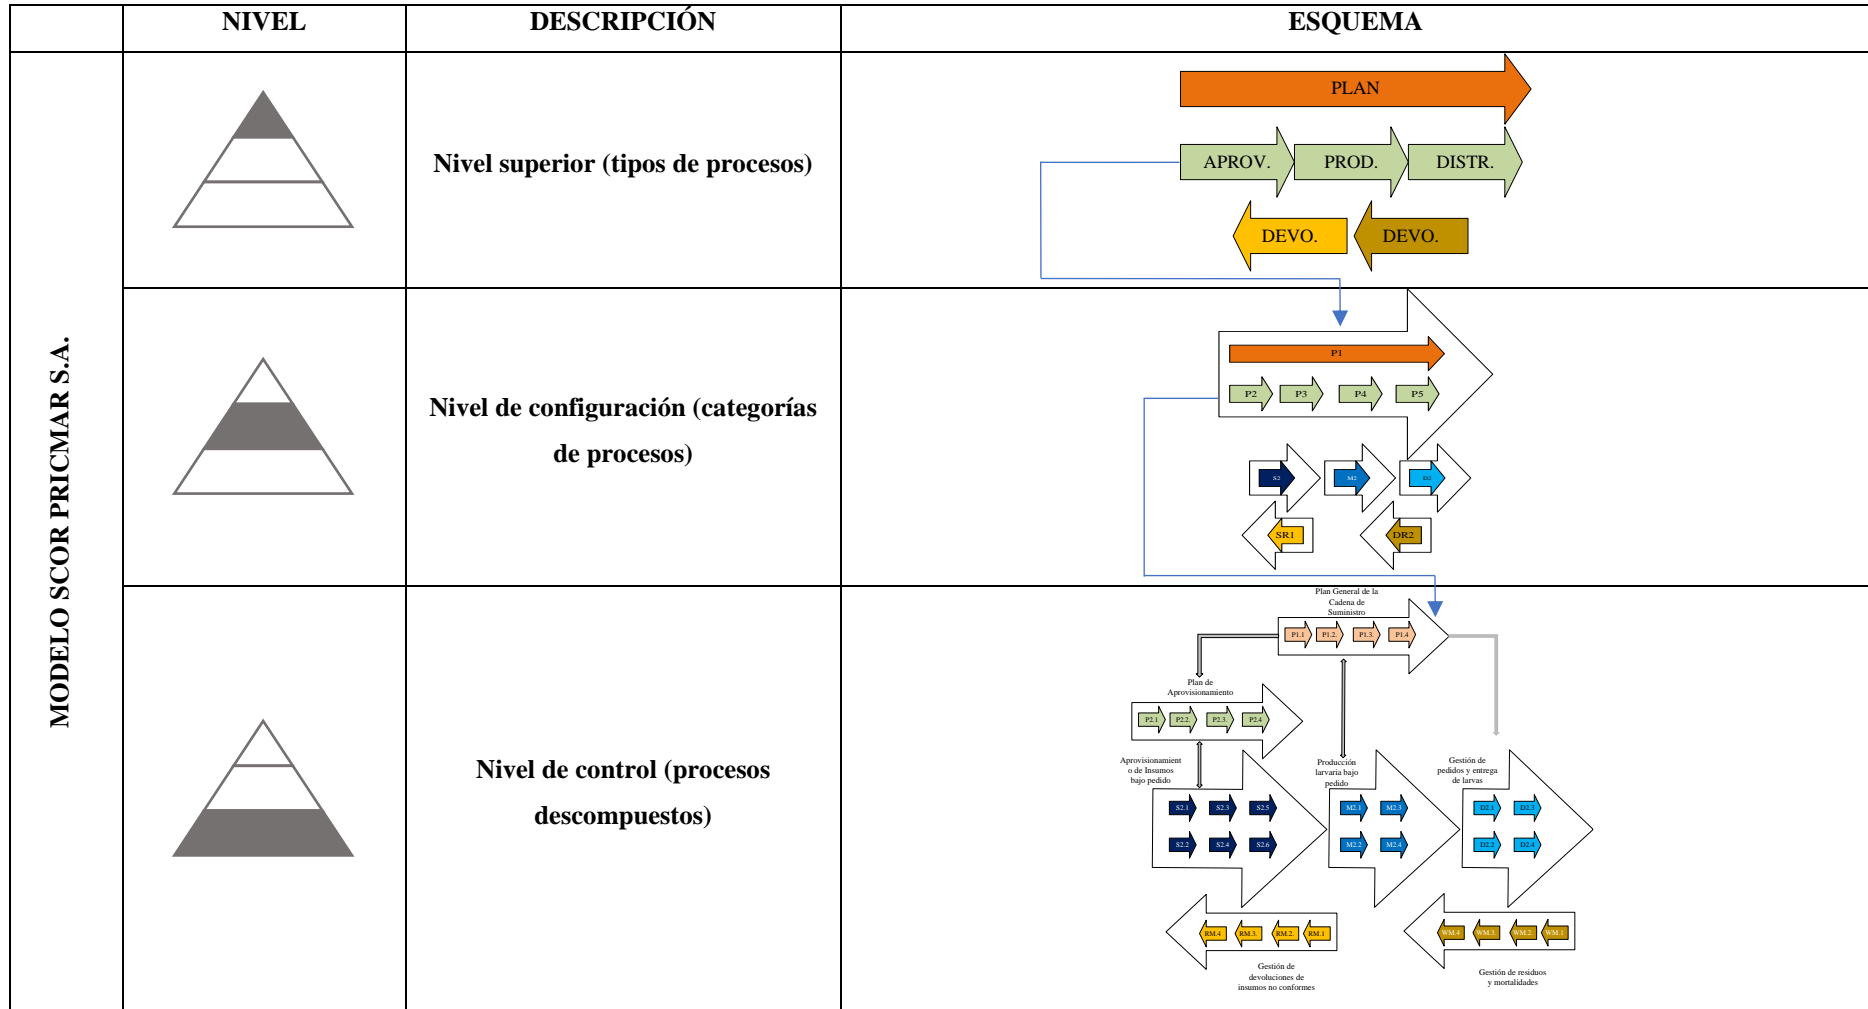 NIVEL
DESCRIPCIÓN
ESQUEMA
MODELO SCOR PRICMAR S.A.
Nivel superior (tipos de procesos)
PLAN
APROV.
PROD.
DISTR.
DEVO.
DEVO.
Nivel de configuración (categorías
de procesos)
P1
P2
P3
P4
P5
S2
M2
D2
SR1
DR2
Nivel de control (procesos
descompuestos)
Plan General de la
Cadena de
Suministro
P1.1
P1.2.
P1.3.
P1.4
Plan de
Aprovisionamiento
P2.1
P2.2.
P2.3.
P2.4
Aprovisionamient
o de Insumos
bajo pedido
S2.1
S2.3
S2.5
S2.2
S2.4
S2.6
Producción
larvaria bajo
pedido
M2.1
M2.3
M2.2
M2.4
Gestión de
pedidos y entrega
de larvas
D2.1
D2.3
D2.2
D2.4
RM.4
RM.3.
RM.2.
RM.1
Gestión de
devoluciones de
insumos no conformes
WM.4
WM.3.
WM.2.
WM.1
Gestión de residuos
y mortalidades